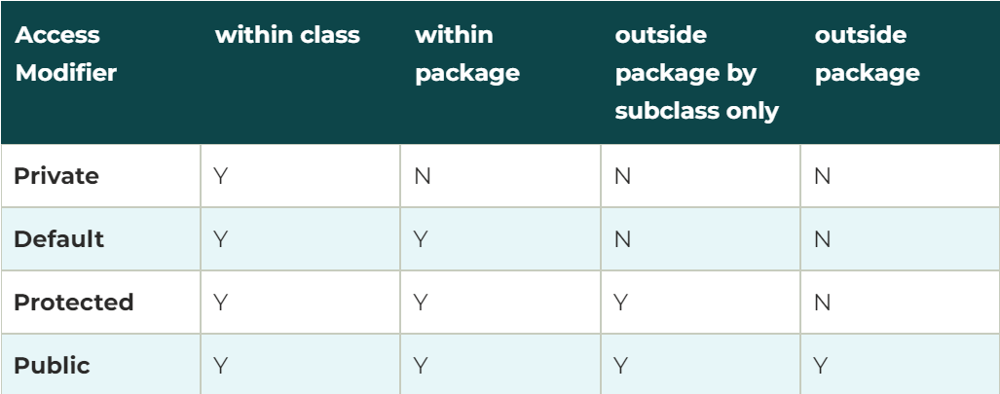 Access Modifier within class within package outside package by subclass only outside package
Private Y N N N
Default Y Y N N
Protected Y Y Y N
Public Y Y Y Y